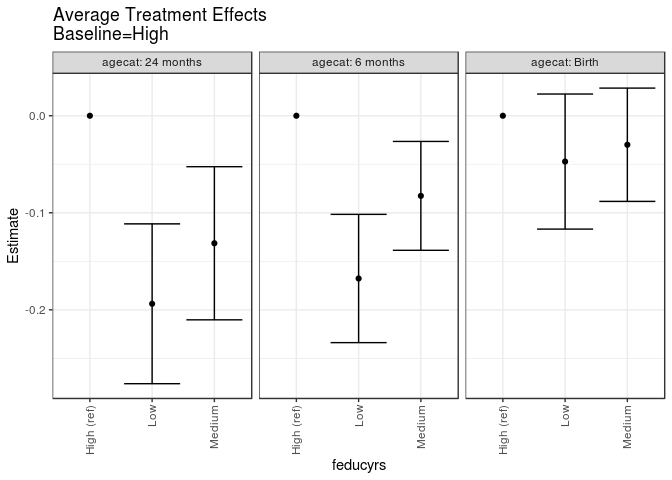 Average Treatment Effects
Baseline=High
agecat: 24 months
agecat: 6 months
agecat: Birth
0.0
-0.1
-0.2
Estimate
High (ref)
Low
Medium
High (ref)
Low
Medium
High (ref)
Low
Medium
feducyrs